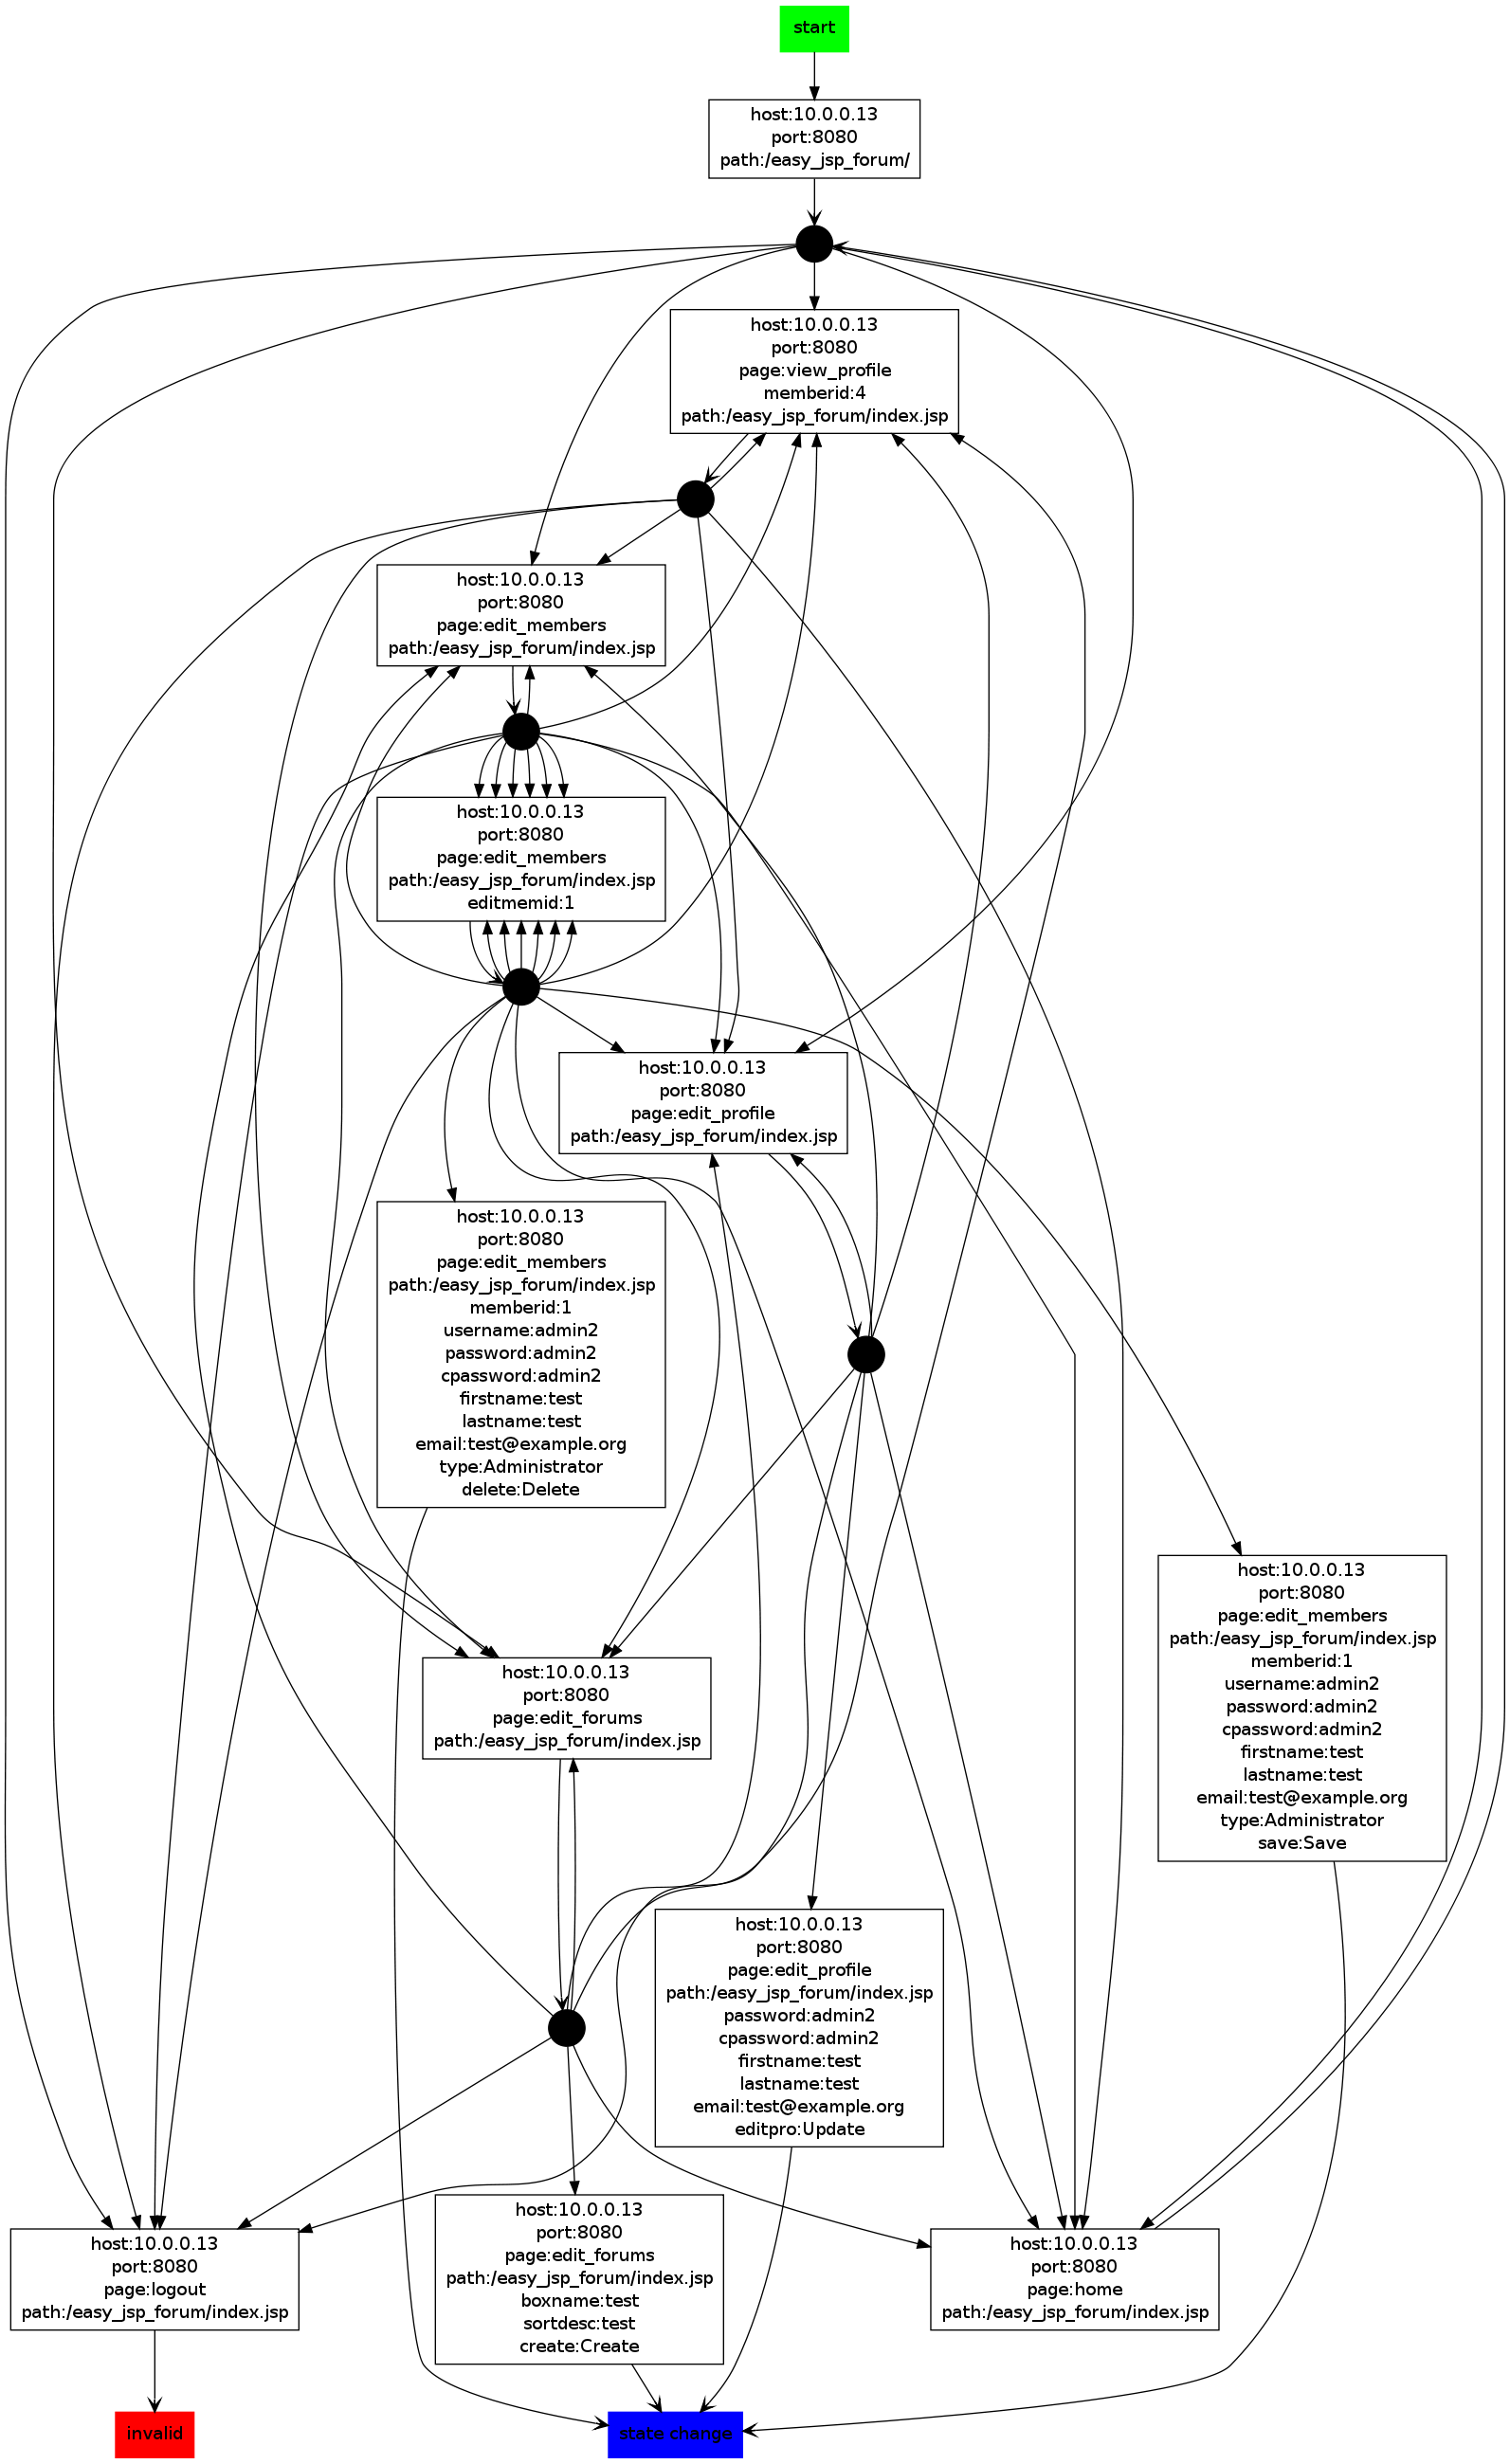 start
host:10.0.0.13
port:8080
path:/easy_jsp_forum/
host:10.0.0.13
port:8080
page:view_profile
memberid:4
path:/easy_jsp_forum/index.jsp
host:10.0.0.13
port:8080
page:edit_members
path:/easy_jsp_forum/index.jsp
host:10.0.0.13
port:8080
page:edit_members
path:/easy_jsp_forum/index.jsp
editmemid:1
host:10.0.0.13
port:8080
page:edit_profile
path:/easy_jsp_forum/index.jsp
host:10.0.0.13
port:8080
page:edit_members
path:/easy_jsp_forum/index.jsp
memberid:1
username:admin2
password:admin2
cpassword:admin2
firstname:test
lastname:test
email:test@example.org
type:Administrator
delete:Delete
host:10.0.0.13
port:8080
page:edit_members
path:/easy_jsp_forum/index.jsp
memberid:1
username:admin2
password:admin2
cpassword:admin2
firstname:test
lastname:test
email:test@example.org
type:Administrator
save:Save
host:10.0.0.13
port:8080
page:edit_forums
path:/easy_jsp_forum/index.jsp
host:10.0.0.13
port:8080
page:edit_profile
path:/easy_jsp_forum/index.jsp
password:admin2
cpassword:admin2
firstname:test
lastname:test
email:test@example.org
editpro:Update
host:10.0.0.13
port:8080
page:logout
path:/easy_jsp_forum/index.jsp
host:10.0.0.13
port:8080
page:edit_forums
path:/easy_jsp_forum/index.jsp
boxname:test
sortdesc:test
create:Create
host:10.0.0.13
port:8080
page:home
path:/easy_jsp_forum/index.jsp
invalid
state change